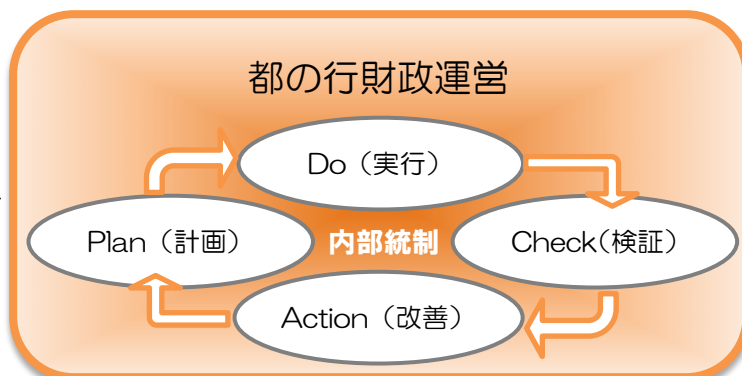 都の行財政運営
Do（実行）
Plan（計画）
内部統制
Check（検証）
Action（改善）